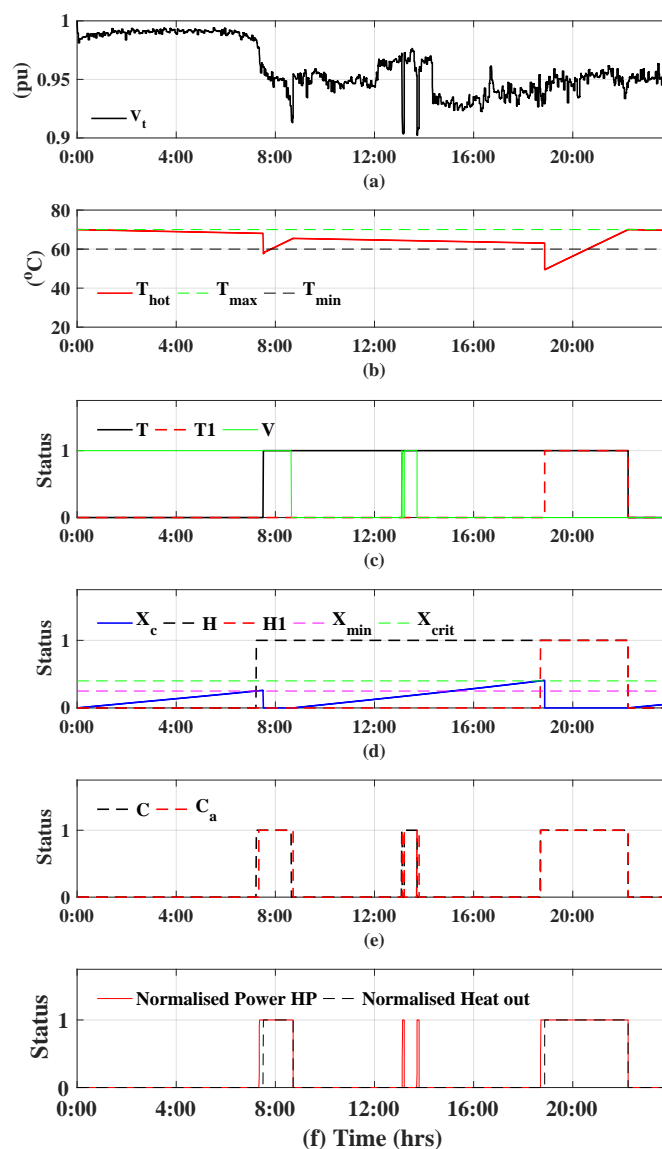 1
0.95
0.9
(pu)
V_t
0:00 4:00 8:00 12:00 16:00 20:00
(a)
80
60
40
20
(ºC)
T_hot T_max T_min
0:00 4:00 8:00 12:00 16:00 20:00
(b)
1
0
Status
T T1 V
0:00 4:00 8:00 12:00 16:00 20:00
(c)
1
0
Status
X_c H H1 X_min X_crit
0:00 4:00 8:00 12:00 16:00 20:00
(d)
1
0
Status
C C_a
0:00 4:00 8:00 12:00 16:00 20:00
(e)
1
0
Status
Normalised Power HP Normalised Heat out
0:00 4:00 8:00 12:00 16:00 20:00
(f) Time (hrs)